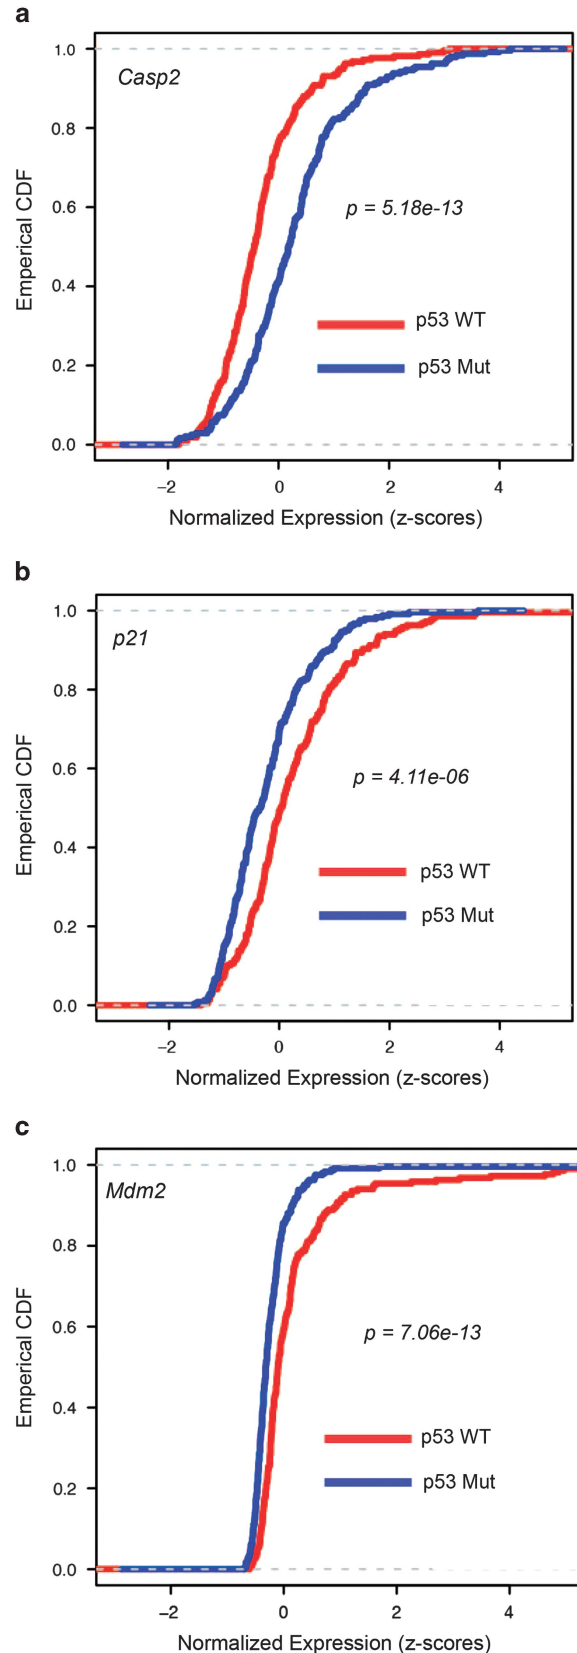 a
Casp2
1.0
0.8
0.6
0.4
0.2
0.0
Emperical CDF
p = 5.18e-13
p53 WT
p53 Mut
−2 0 2 4
Normalized Expression (z-scores)
b
p21
1.0
0.8
0.6
0.4
0.2
0.0
Emperical CDF
p = 4.11e-06
p53 WT
p53 Mut
−2 0 2 4
Normalized Expression (z-scores)
c
Mdm2
1.0
0.8
0.6
0.4
0.2
0.0
Emperical CDF
p = 7.06e-13
p53 WT
p53 Mut
−2 0 2 4
Normalized Expression (z-scores)